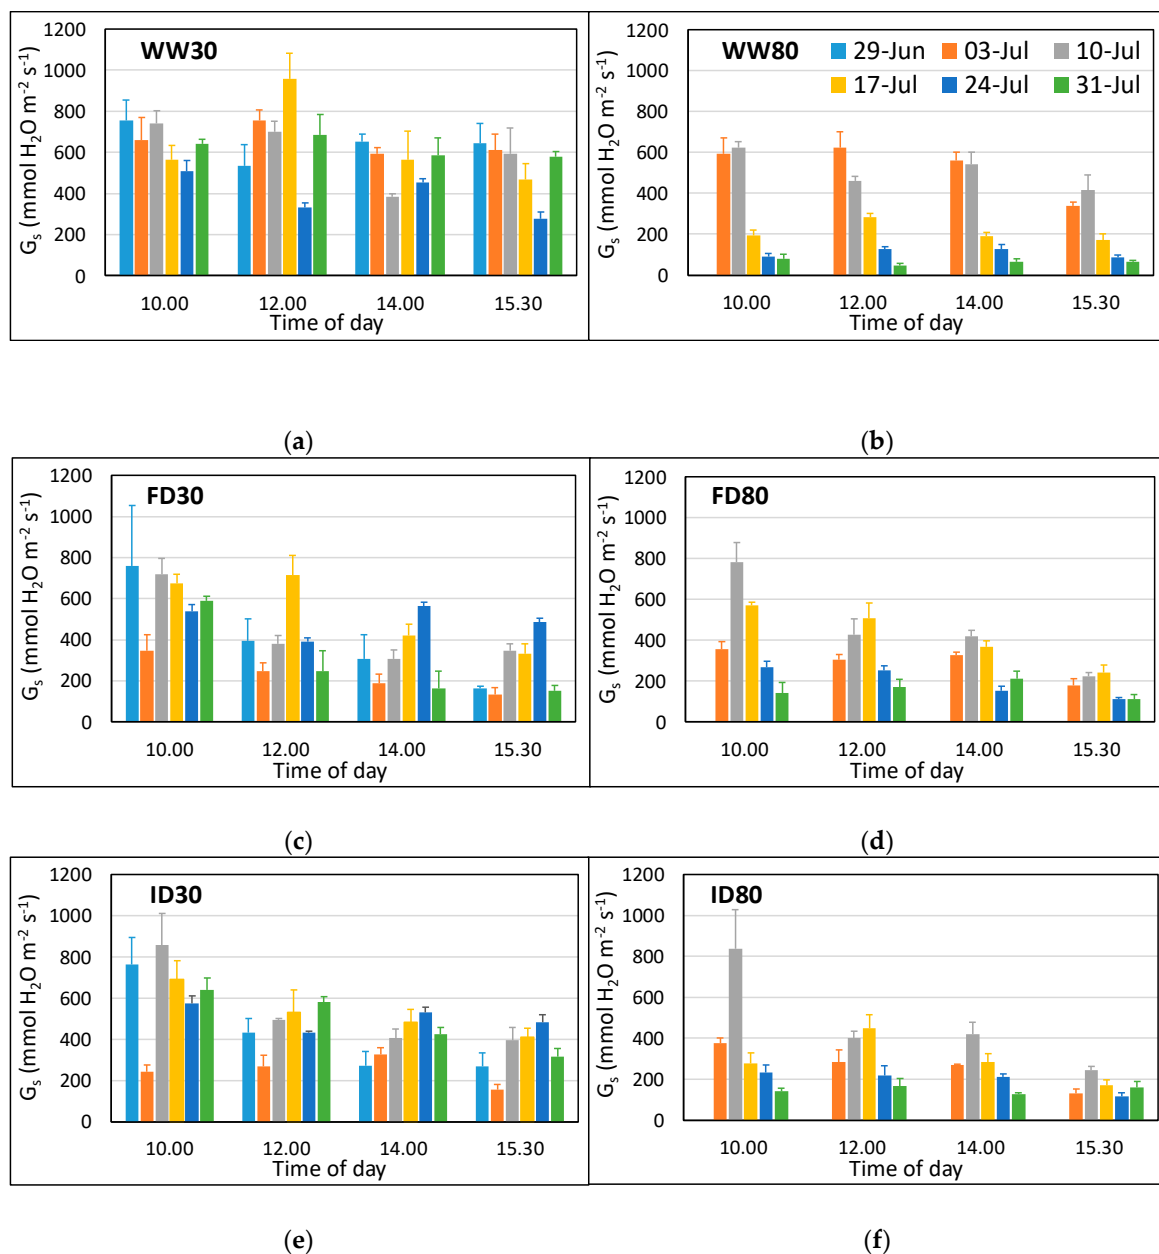 WW30
G_s (mmol H₂O m⁻² s⁻¹)
1200
1000
800
600
400
200
0
10.00 12.00 14.00 15.30
Time of day
WW80
29-Jun 03-Jul 10-Jul
17-Jul 24-Jul 31-Jul
G_s (mmol H₂O m⁻² s⁻¹)
1200
1000
800
600
400
200
0
10.00 12.00 14.00 15.30
Time of day
(a) (b)
FD30
G_s (mmol H₂O m⁻² s⁻¹)
1200
1000
800
600
400
200
0
10.00 12.00 14.00 15.30
Time of day
FD80
G_s (mmol H₂O m⁻² s⁻¹)
1200
1000
800
600
400
200
0
10.00 12.00 14.00 15.30
Time of day
(c) (d)
ID30
G_s (mmol H₂O m⁻² s⁻¹)
1200
1000
800
600
400
200
0
10.00 12.00 14.00 15.30
Time of day
ID80
G_s (mmol H₂O m⁻² s⁻¹)
1200
1000
800
600
400
200
0
10.00 12.00 14.00 15.30
Time of day
(e) (f)